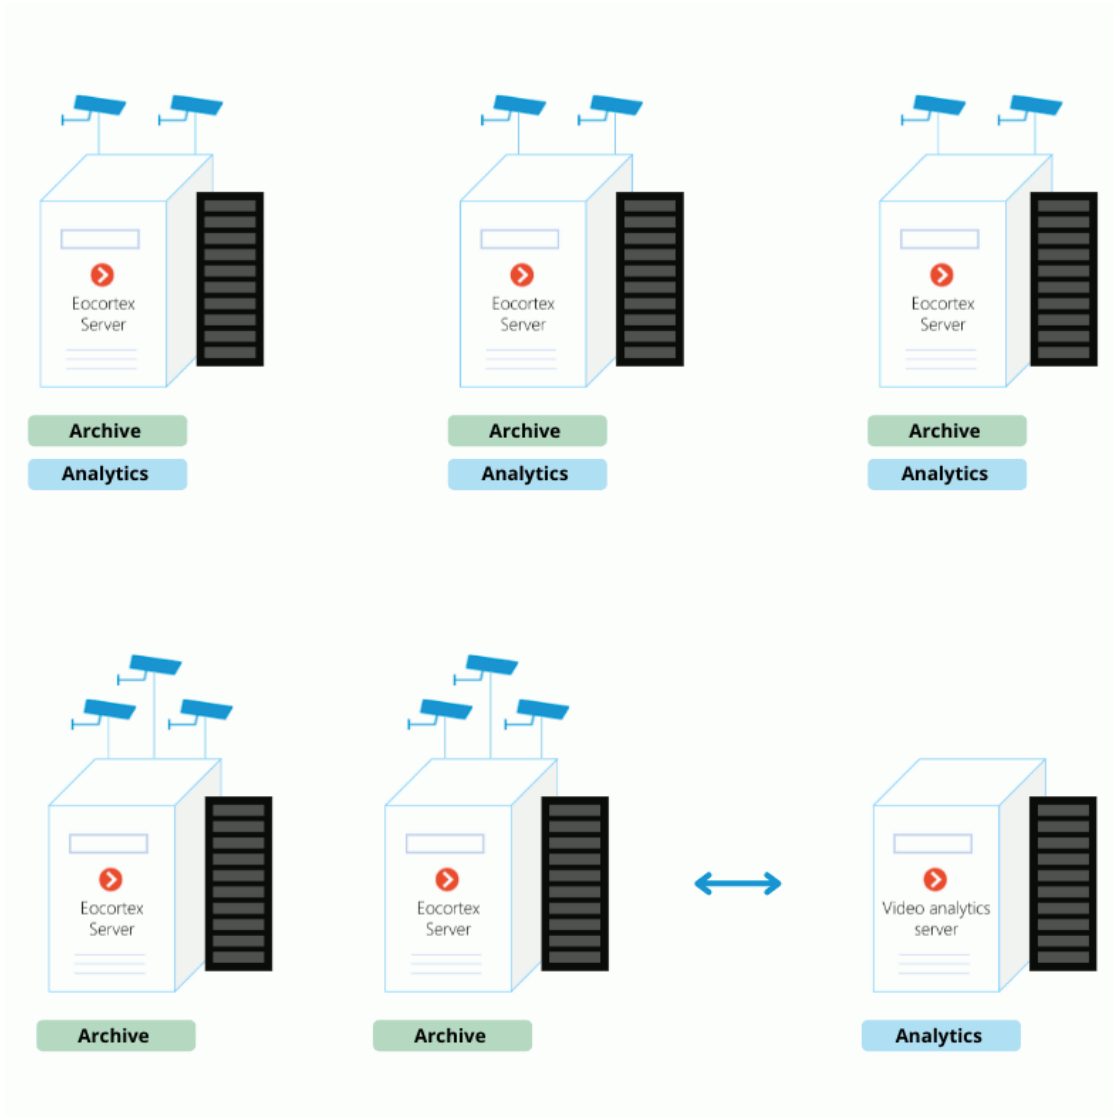 Eocortex
Server
Eocortex
Server
Eocortex
Server
Archive
Archive
Archive
Analytics
Analytics
Analytics
Eocortex
Server
Eocortex
Server
Video analytics
server
Archive
Archive
Analytics